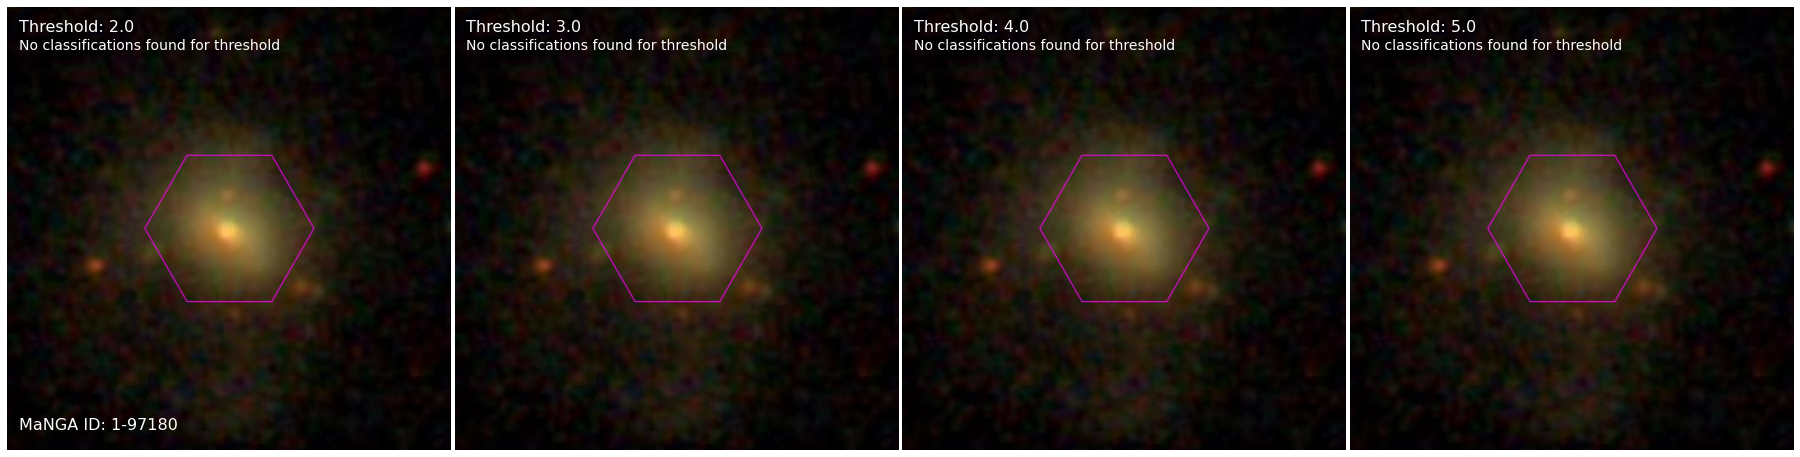 Threshold: 2.0
No classifications found for threshold
MaNGA ID: 1-97180
Threshold: 3.0
No classifications found for threshold
Threshold: 4.0
No classifications found for threshold
Threshold: 5.0
No classifications found for threshold